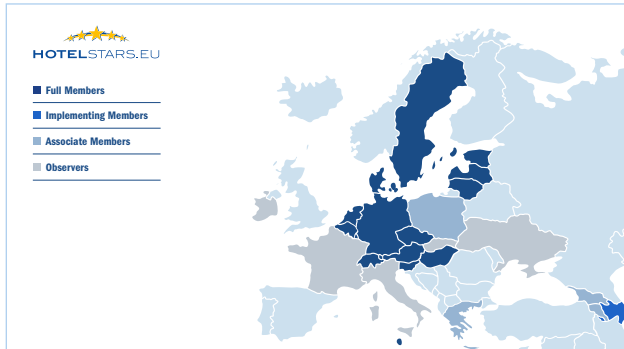 HOTELSTARS.EU
Full Members
Implementing Members
Associate Members
Observers